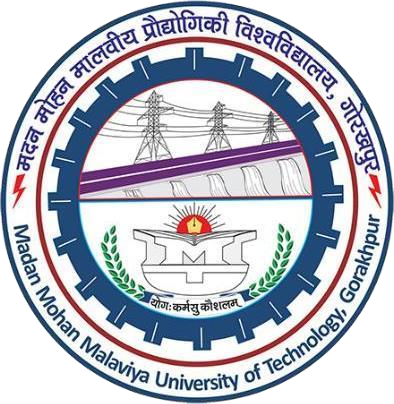 मदन मोहन मालवीय प्रौद्योगिकी विश्वविद्यालय, गोरखपुर
योगः कर्मसु कौशलम्
Madan Mohan Malaviya University of Technology, Gorakhpur